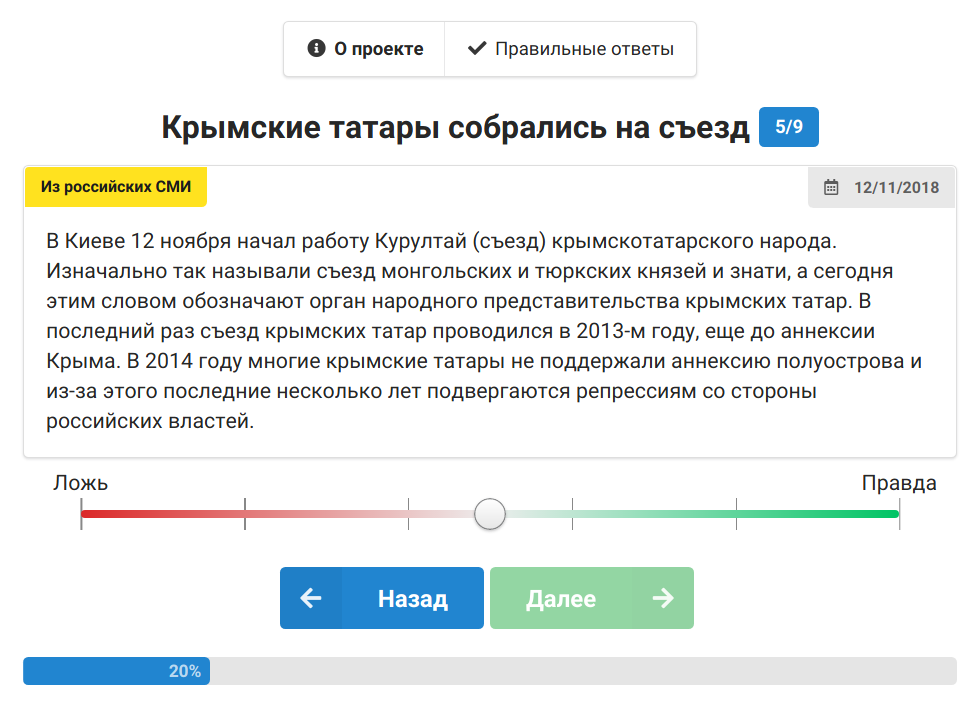 О проекте
Правильные ответы
Крымские татары собрались на съезд 5/9
Из российских СМИ
12/11/2018
В Киеве 12 ноября начал работу Курултай (съезд) крымскотатарского народа.
Изначально так называли съезд монгольских и тюркских князей и знати, а сегодня
этим словом обозначают орган народного представительства крымских татар. В
последний раз съезд крымских татар проводился в 2013-м году, еще до аннексии
Крыма. В 2014 году многие крымские татары не поддержали аннексию полуострова и
из-за этого последние несколько лет подвергаются репрессиям со стороны
российских властей.
Ложь
Правда
Назад
Далее
20%